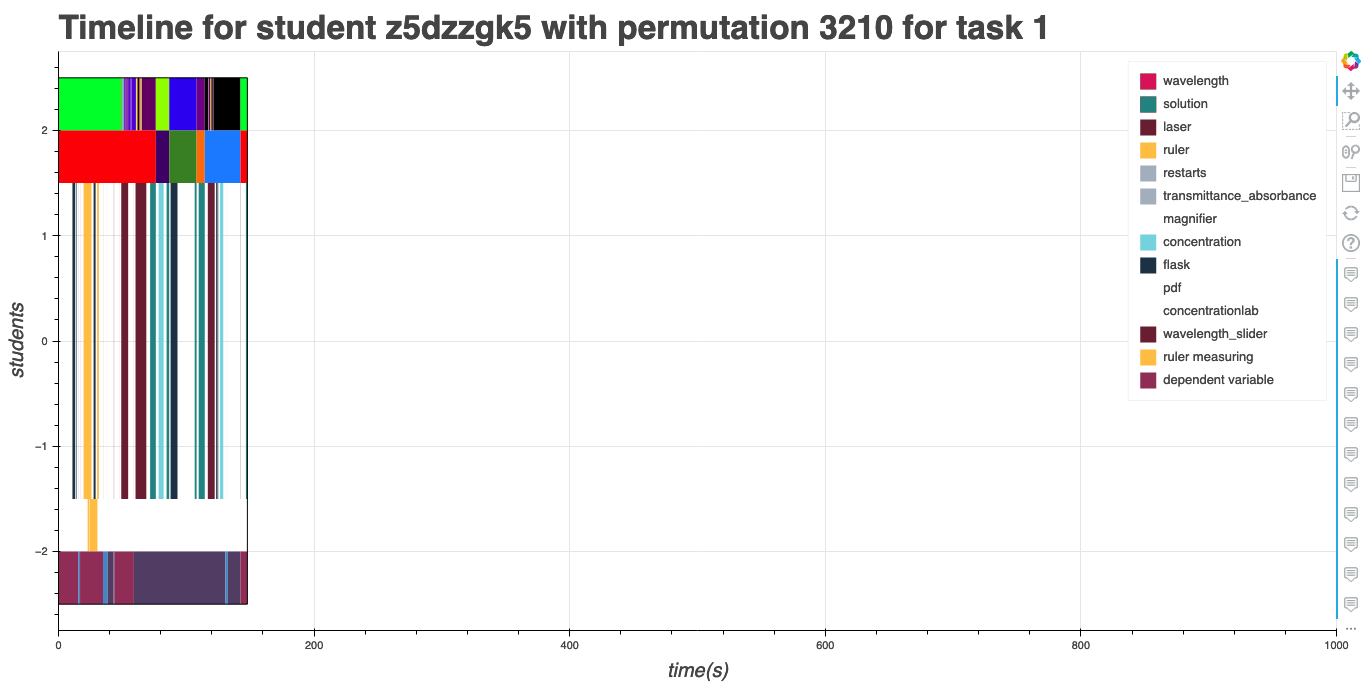 Timeline for student z5dzzgk5 with permutation 3210 for task 1
wavelength
solution
laser
ruler
restarts
transmittance_absorbance
magnifier
concentration
flask
pdf
concentrationlab
wavelength_slider
ruler measuring
dependent variable
students
2
1
0
−1
−2
0
200
400
600
800
1000
time(s)